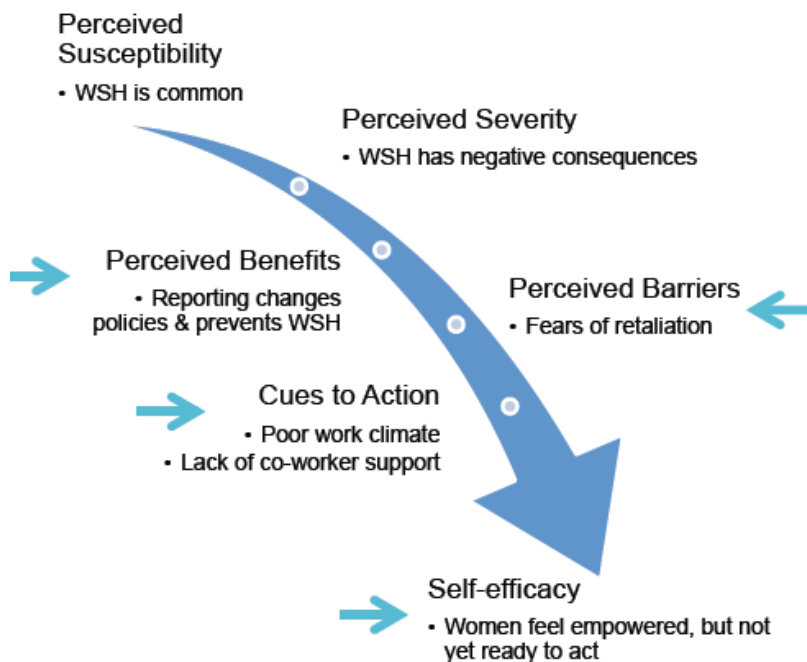 Perceived
Susceptibility
• WSH is common
Perceived Severity
• WSH has negative consequences
Perceived Benefits
• Reporting changes
policies & prevents WSH
Perceived Barriers
• Fears of retaliation
Cues to Action
• Poor work climate
• Lack of co-worker support
Self-efficacy
• Women feel empowered, but not
yet ready to act